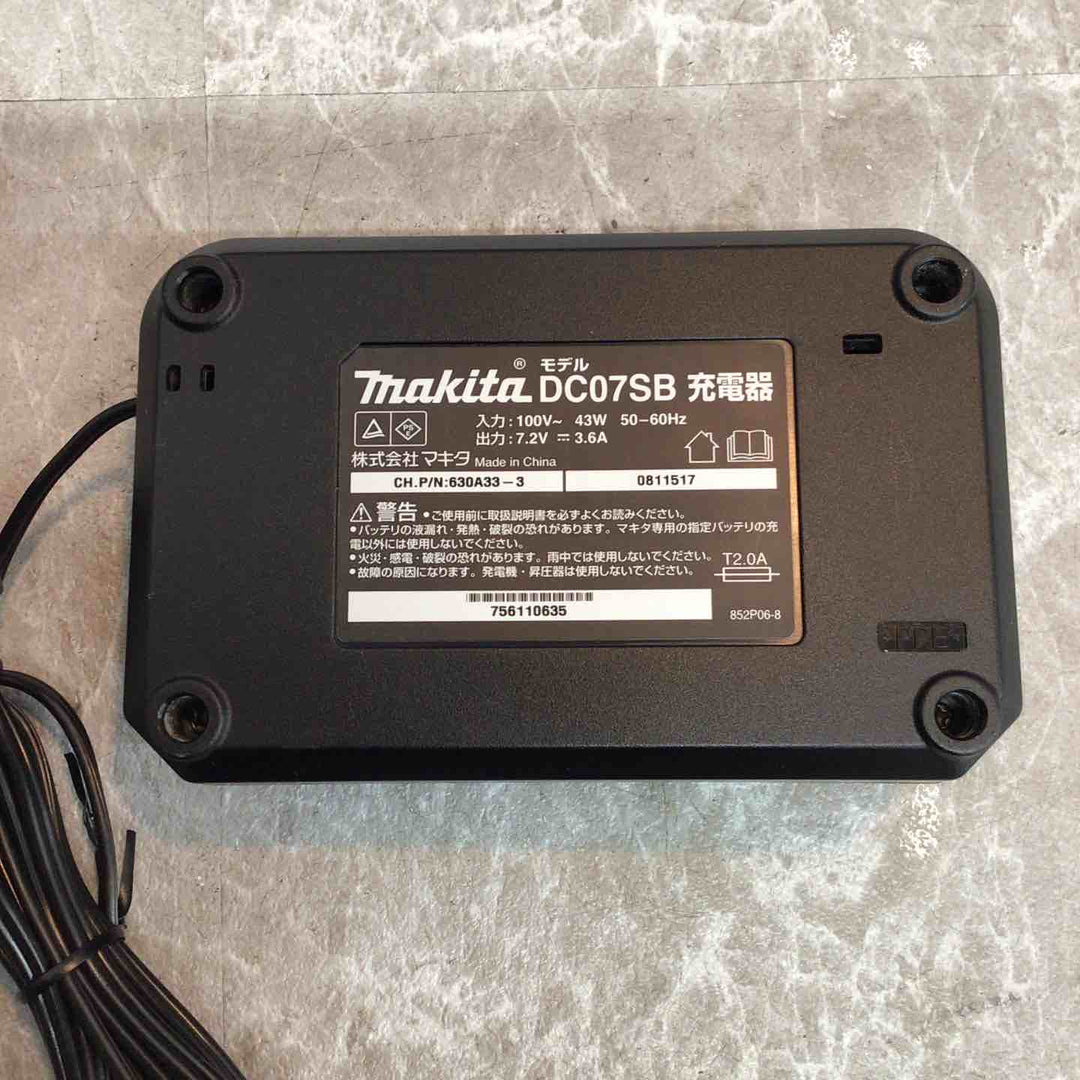 makita® モデル DC07SB 充電器
PS E
入力:100V~ 43W 50-60Hz
出力:7.2V ⎓ 3.6A
株式会社マキタ Made in China
CH.P/N:630A33-3
0811517
⚠警告 •ご使用前に取扱説明書を必ずよくお読みください。
•バッテリの液漏れ・発熱・破裂の恐れがあります。マキタ専用の指定バッテリの充
電以外には使用しないでください。
•火災・感電・破裂の恐れがあります。雨中では使用しないでください。
•故障の原因になります。発電機・昇圧器は使用しないでください。
T2.0A
756110635
852P06-8